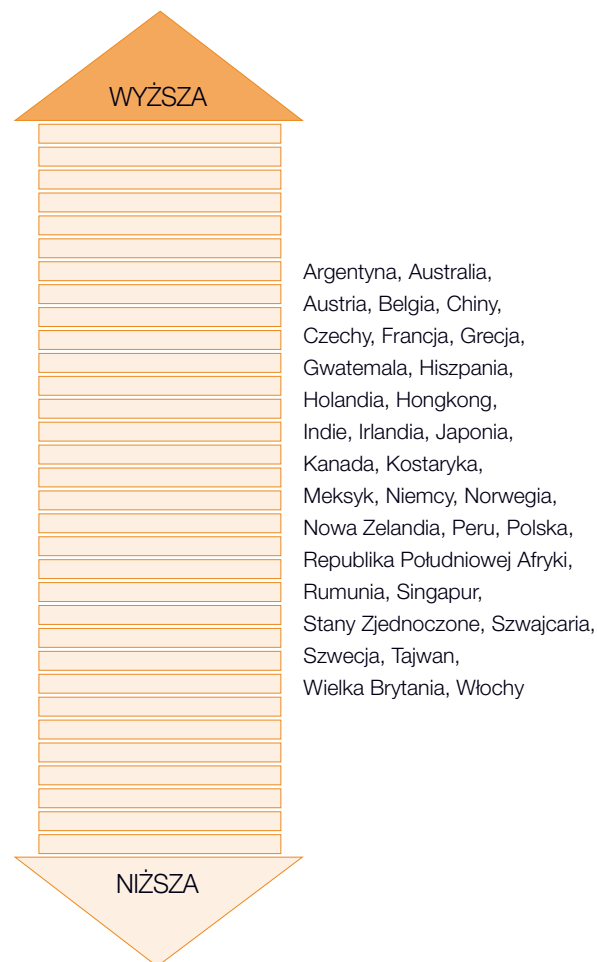 WYŻSZA
Argentyna, Australia,
Austria, Belgia, Chiny,
Czechy, Francja, Grecja,
Gwatemala, Hiszpania,
Holandia, Hongkong,
Indie, Irlandia, Japonia,
Kanada, Kostaryka,
Meksyk, Niemcy, Norwegia,
Nowa Zelandia, Peru, Polska,
Republika Południowej Afryki,
Rumunia, Singapur,
Stany Zjednoczone, Szwajcaria,
Szwecja, Tajwan,
Wielka Brytania, Włochy
NIŻSZA